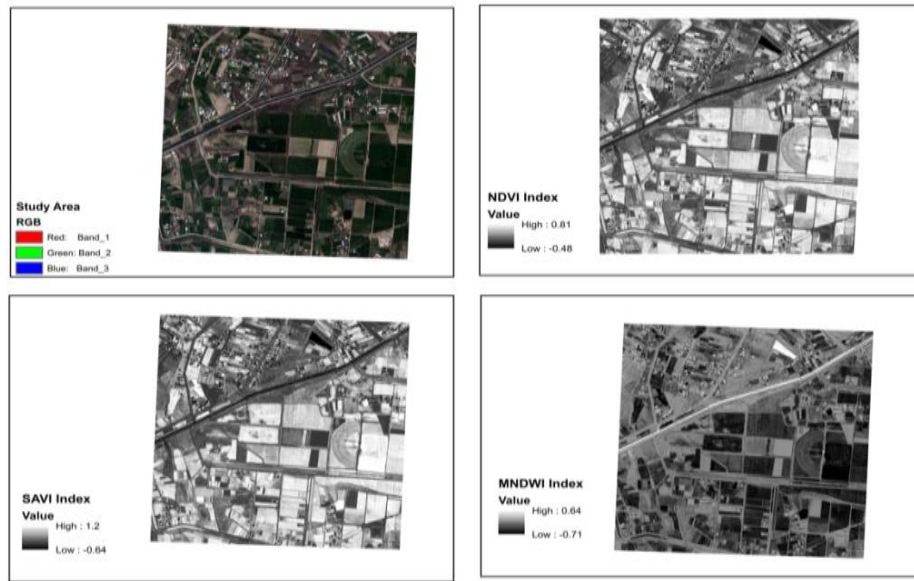 Study Area
RGB
Red: Band_1
Green: Band_2
Blue: Band_3
NDVI Index
Value
High : 0.81
Low : -0.48
SAVI Index
Value
High : 1.2
Low : -0.64
MNDWI Index
Value
High : 0.64
Low : -0.71